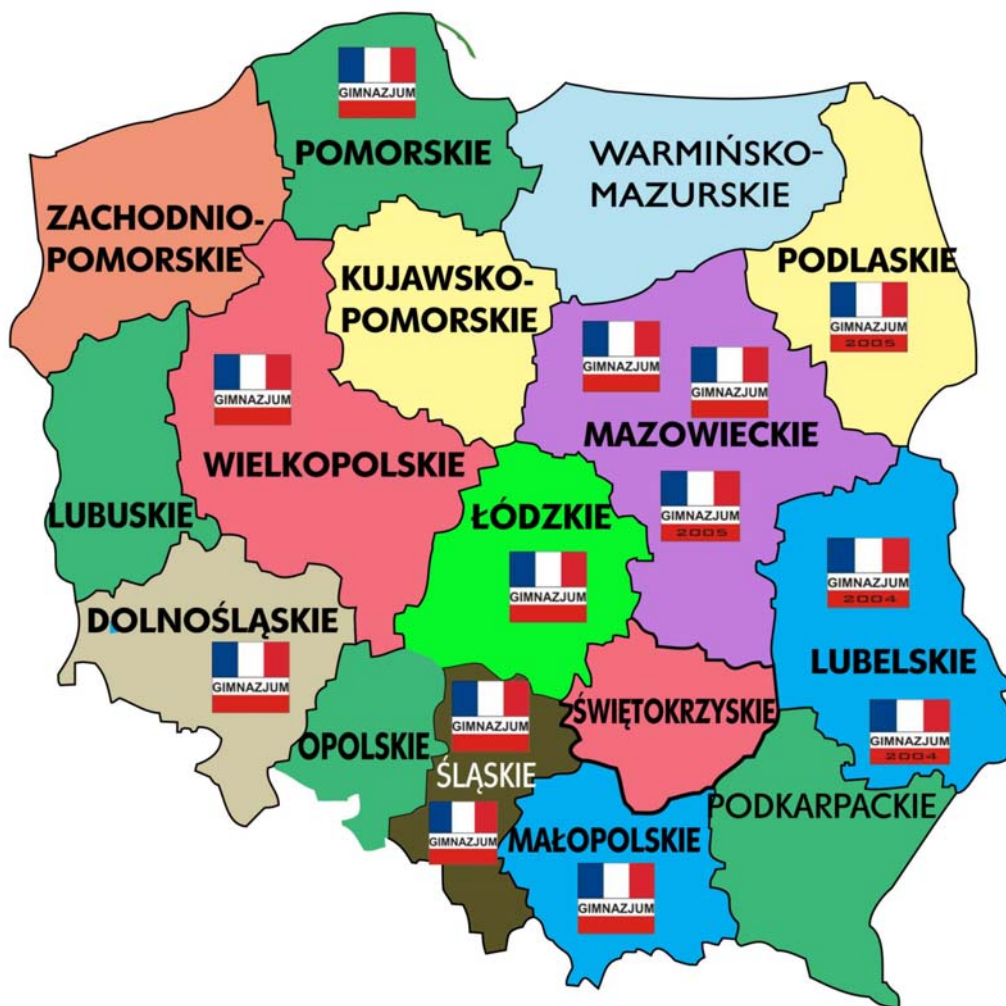 GIMNAZJUM
POMORSKIE
WARMIŃSKO-
MAZURSKIE
ZACHODNIO-
POMORSKIE
KUJAWSKO-
POMORSKIE
PODLASKIE
GIMNAZJUM
2005
GIMNAZJUM
GIMNAZJUM
GIMNAZJUM
MAZOWIECKIE
WIELKOPOLSKIE
GIMNAZJUM
2005
LUBUSKIE
ŁÓDZKIE
GIMNAZJUM
GIMNAZJUM
2004
DOLNOŚLĄSKIE
GIMNAZJUM
LUBELSKIE
GIMNAZJUM
2004
OPOLSKIE
GIMNAZJUM
ŚLĄSKIE
GIMNAZJUM
ŚWIĘTOKRZYSKIE
PODKARPACKIE
MAŁOPOLSKIE
GIMNAZJUM